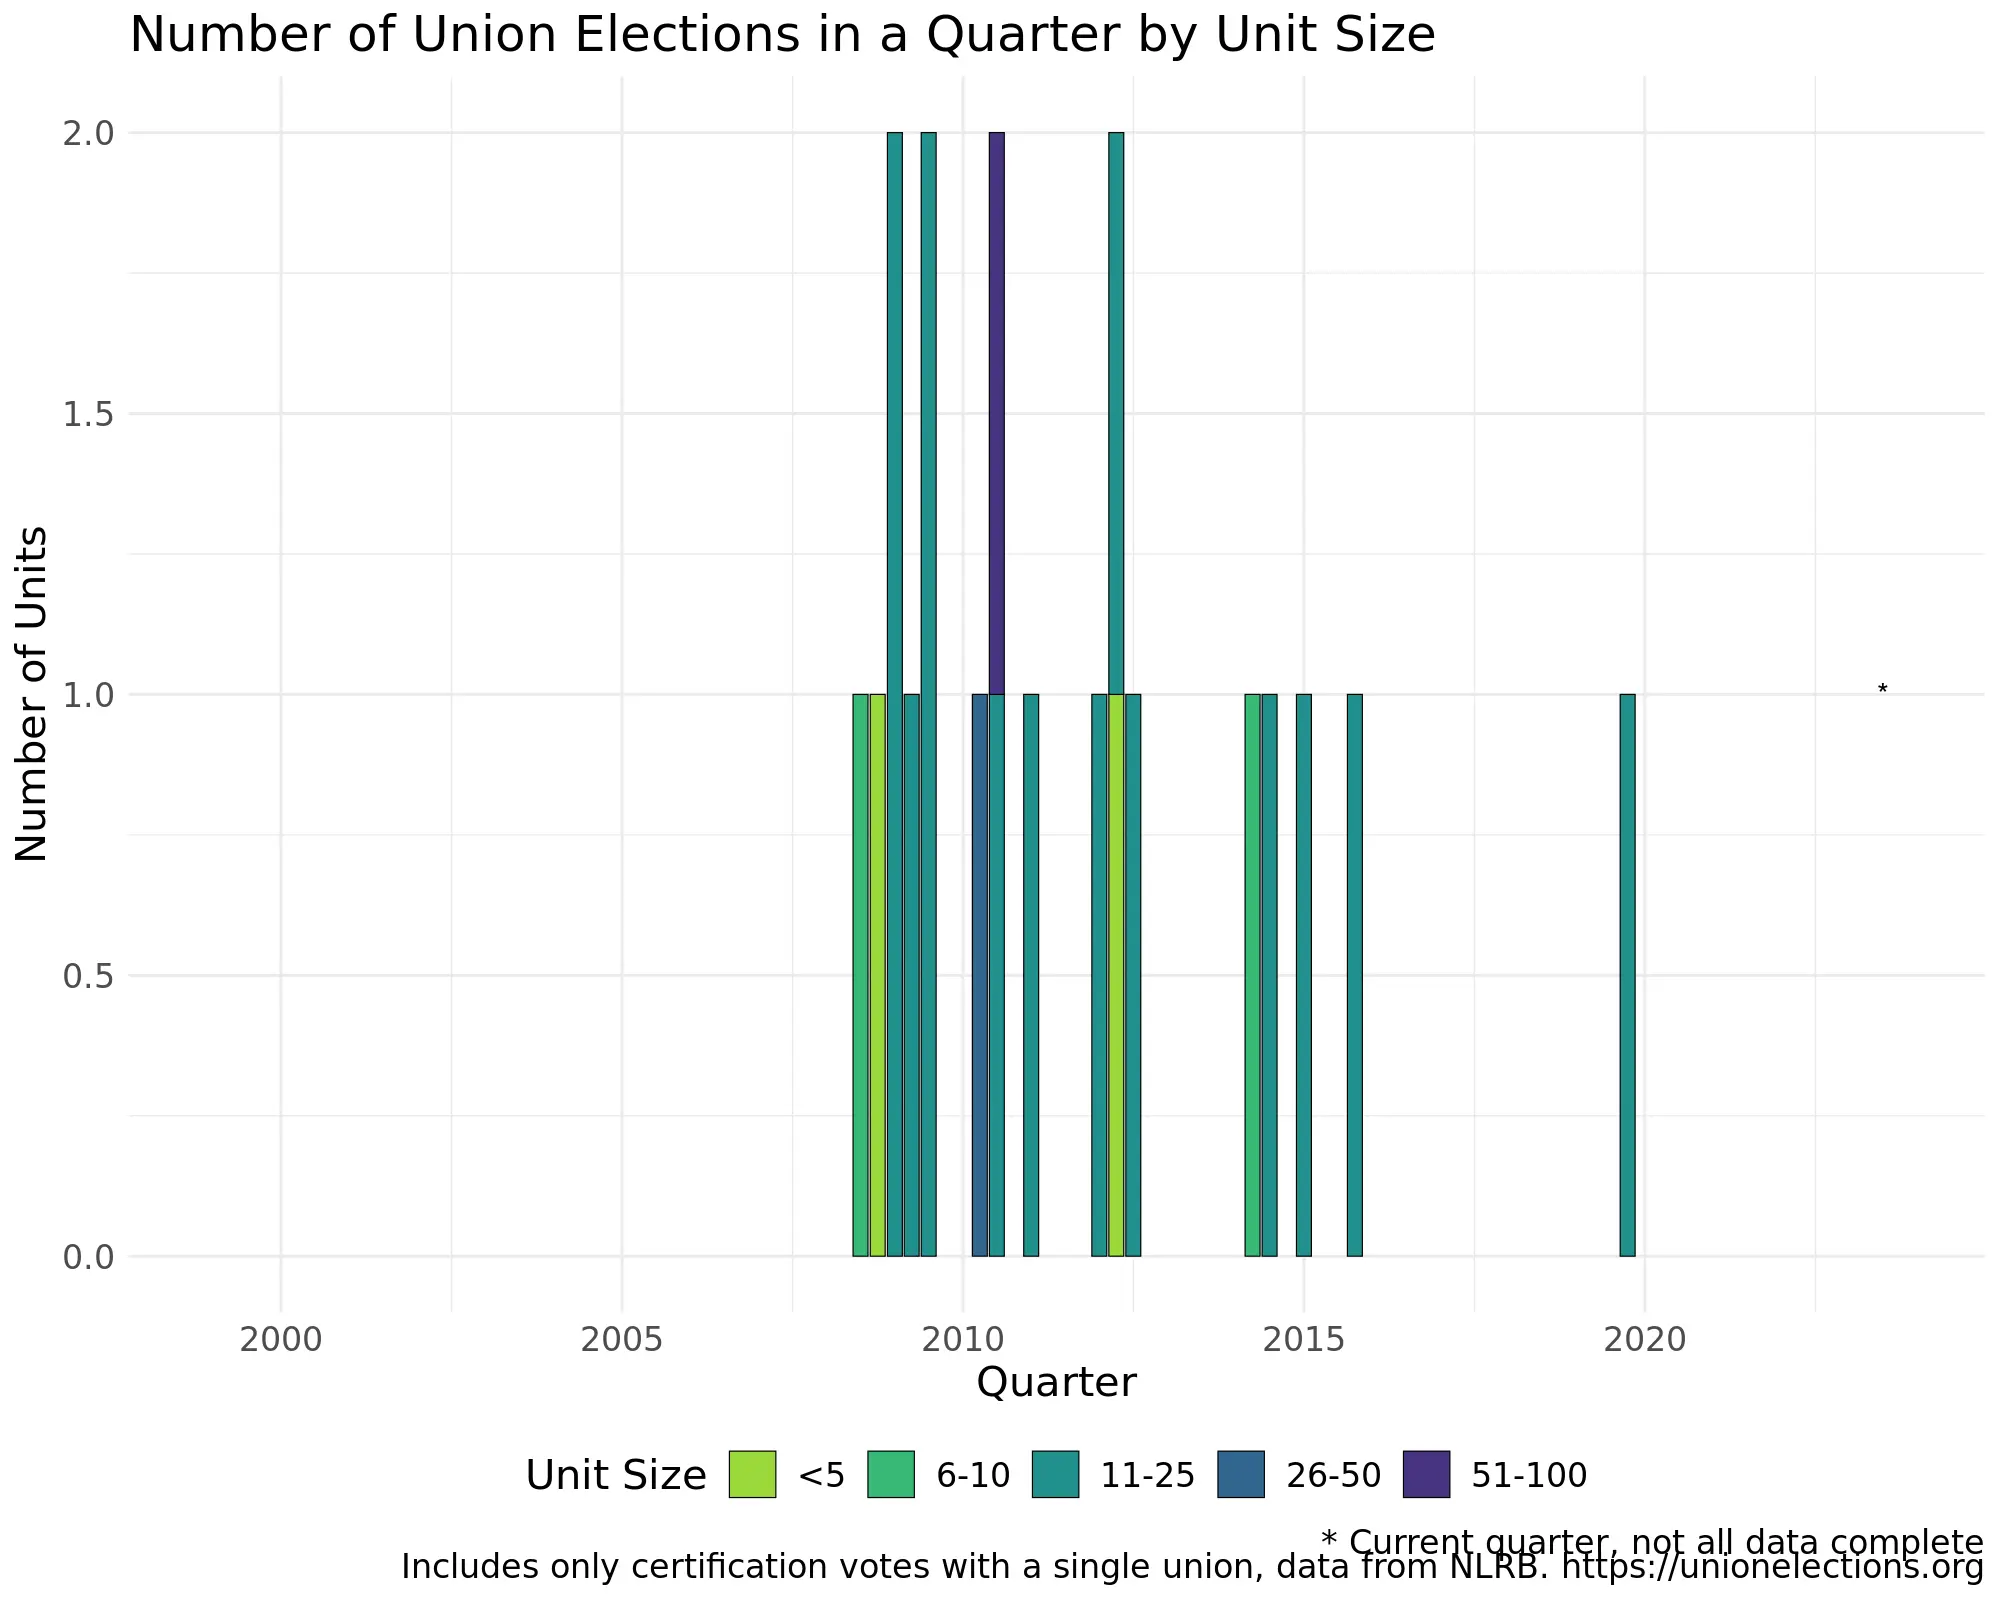 Number of Union Elections in a Quarter by Unit Size
Number of Units
2.0
1.5
1.0
0.5
0.0
*
2000 2005 2010 2015 2020
Quarter
Unit Size <5 6-10 11-25 26-50 51-100
* Current quarter, not all data complete
Includes only certification votes with a single union, data from NLRB. https://unionelections.org